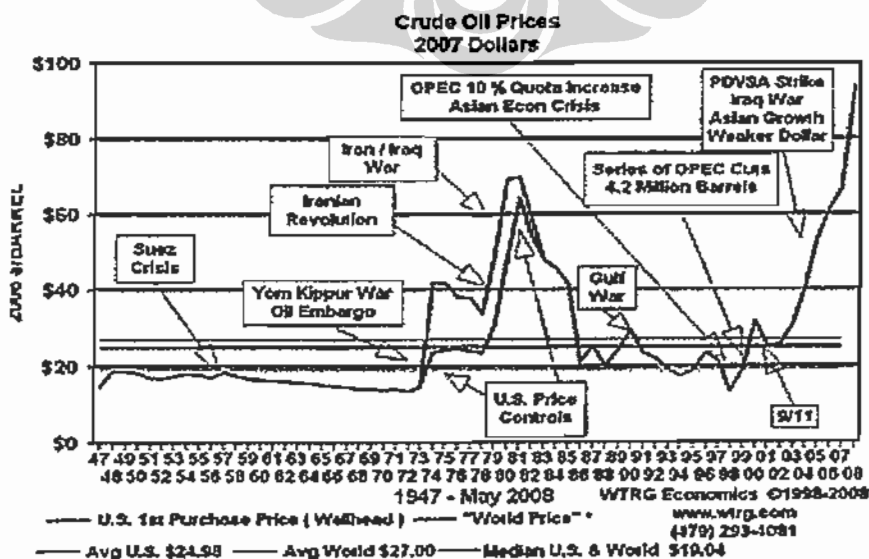 Crude Oil Prices
2007 Dollars
$100
$80
$60
$40
$20
$0
OPEC 10 % Quota Increase
Asian Econ Crisis
PDVSA Strike
Iraq War
Asian Growth
Weaker Dollar
Iran / Iraq
War
Series of OPEC Cuts
4.2 Million Barrels
Iranian
Revolution
Suez
Crisis
Yom Kippur War
Oil Embargo
Gulf
War
U.S. Price
Controls
9/11
47 49 51 53 55 57 59 61 63 65 67 69 71 73 75 77 79 81 83 85 87 89 91 93 95 97 99 01 03 05 07
48 50 52 54 56 58 60 62 64 66 68 70 72 74 76 78 80 82 84 86 88 90 92 94 96 98 00 02 04 06 08
1947 - May 2008
WTRG Economics ©1998-2008
www.wtrg.com
(479) 293-4081
U.S. 1st Purchase Price (Wellhead)
"World Price" *
Avg U.S. $24.98
Avg World $27.00
Median U.S. & World $19.04